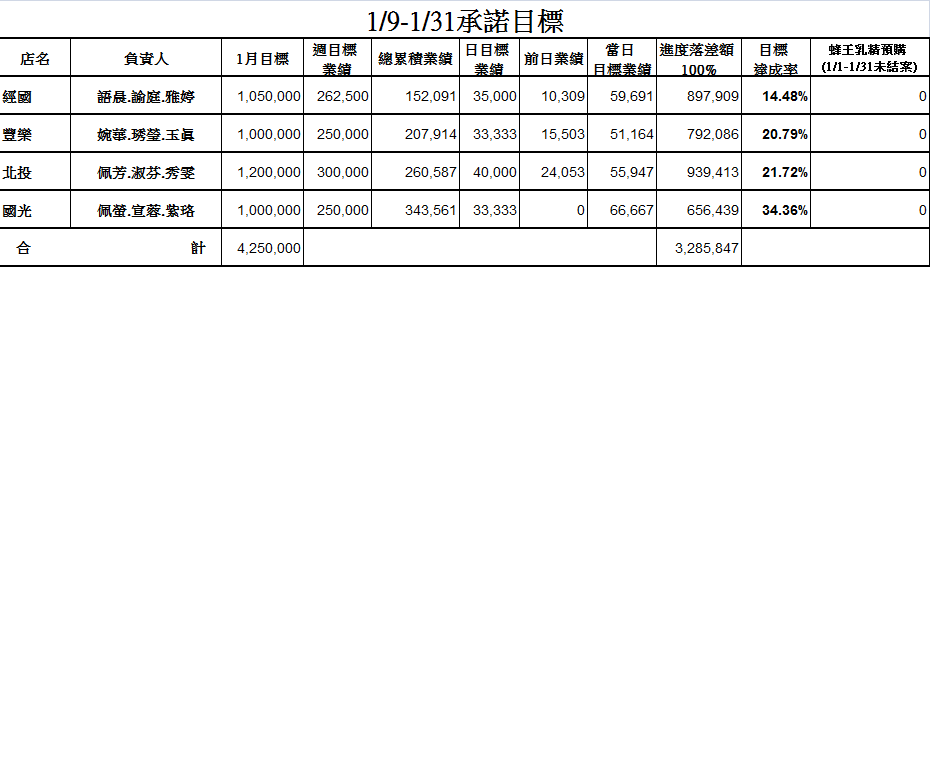 1/9-1/31承諾目標
店名 負責人 1月目標 週目標業績 總累積業績 日目標業績 前日業績 當日目標業績 進度落差額100% 目標達成率 蜂王乳精預購(1/1-1/31未結案)
經國 語晨.諭庭.雅婷 1,050,000 262,500 152,091 35,000 10,309 59,691 897,909 14.48% 0
豐樂 婉華.琇瑩.玉真 1,000,000 250,000 207,914 33,333 15,503 51,164 792,086 20.79% 0
北投 佩芳.淑芬.秀雯 1,200,000 300,000 260,587 40,000 24,053 55,947 939,413 21.72% 0
國光 佩螢.宣蓉.紫珞 1,000,000 250,000 343,561 33,333 0 66,667 656,439 34.36% 0
合計 4,250,000 3,285,847